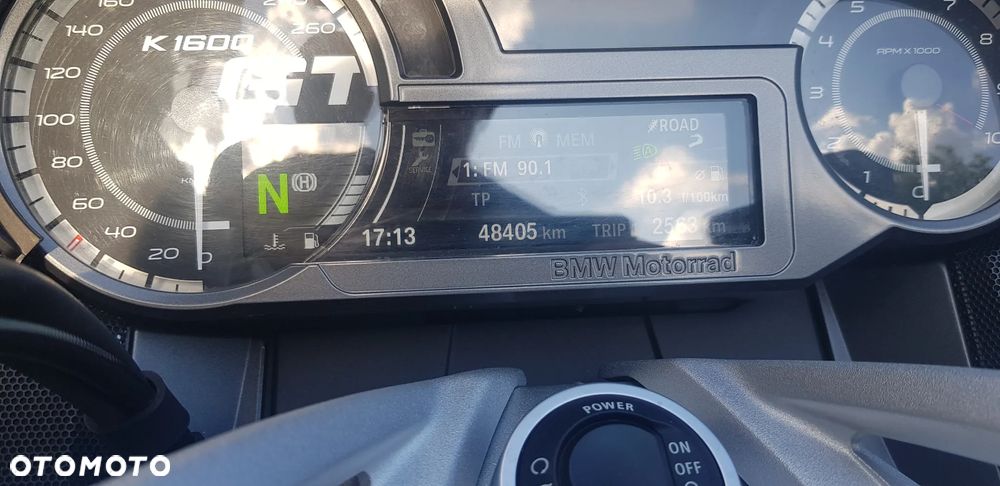 160
140
120
100
80
60
40
20
0
260
K 1600
GT
N
(H)
SERVICE
FM MEM
ROAD
1: FM 90.1
TP
10.3 l/100km
17:13 48405 km TRIP 2563 km
BMW Motorrad
5
7
4
8
3
2
1
0
10
RPM X 1000
POWER
ON
OFF
OTOMOTO